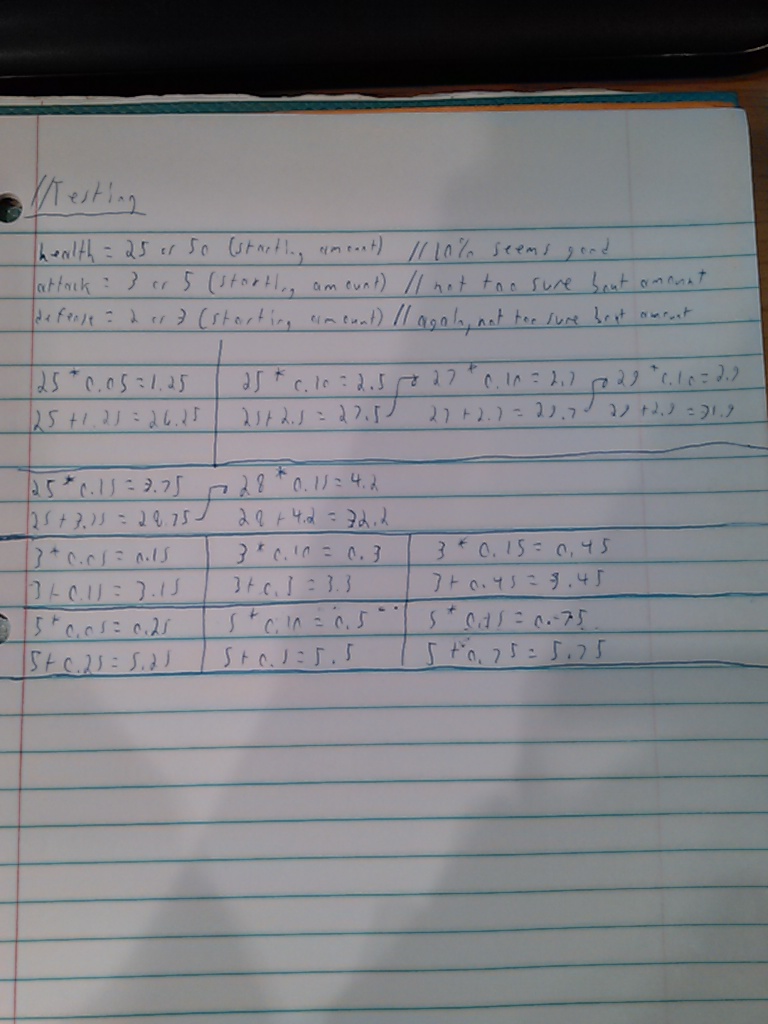 //Testing
health = 25 or 50 (starting amount) //10% seems good
attack = 3 or 5 (starting amount) // not too sure bout amount
defense = 2 or 3 (starting amount) // again, not too sure bout amount
25 * 0.05 = 1.25 25 * 0.10 = 2.5 27 * 0.10 = 2.7 29 * 0.10 = 2.9
25 + 1.25 = 26.25 25 + 2.5 = 27.5 27 + 2.7 = 29.7 29 + 2.9 = 31.9
25 * 0.15 = 3.75 28 * 0.15 = 4.2
25 + 3.75 = 28.75 28 + 4.2 = 32.2
3 * 0.05 = 0.15 3 * 0.10 = 0.3 3 * 0.15 = 0.45
3 + 0.15 = 3.15 3 + 0.3 = 3.3 3 + 0.45 = 3.45
5 * 0.05 = 0.25 5 * 0.10 = 0.5 5 * 0.15 = 0.75
5 + 0.25 = 5.25 5 + 0.5 = 5.5 5 + 0.75 = 5.75